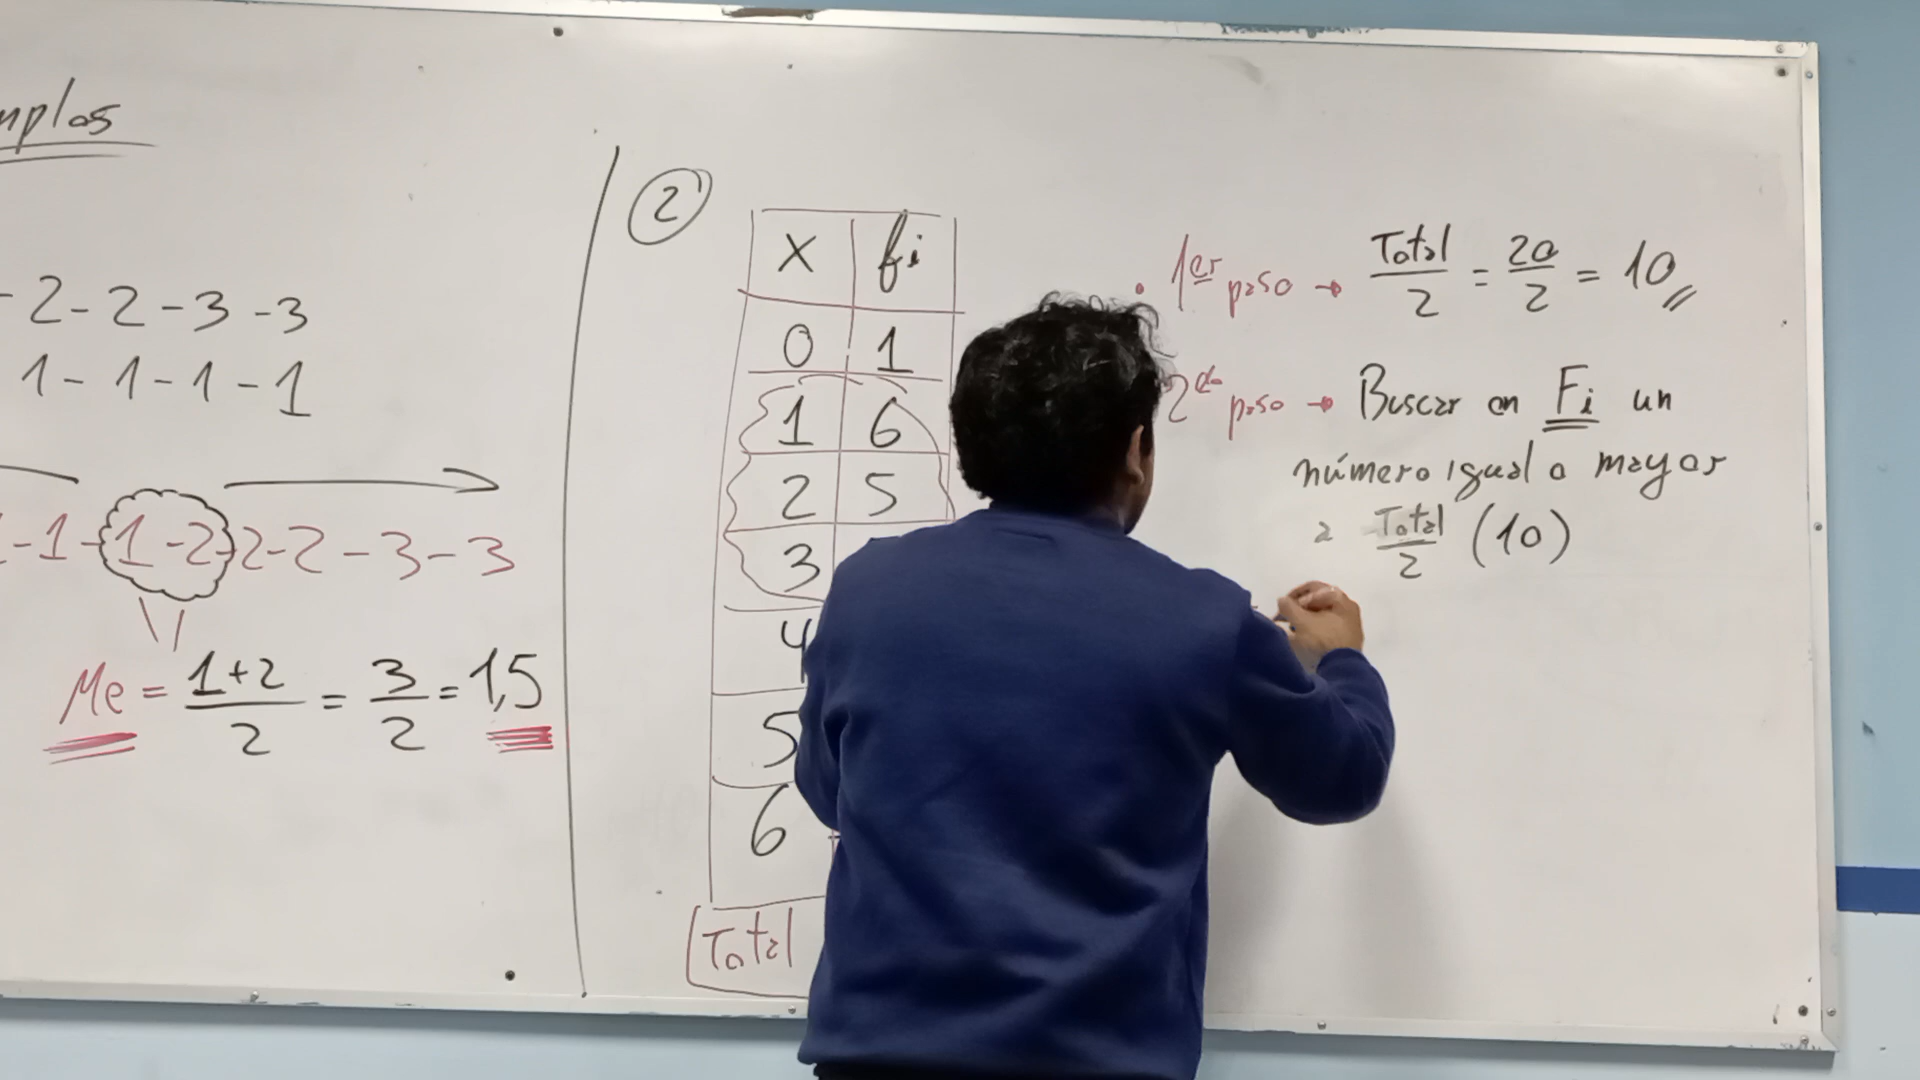 2-2-3-3
1-1-1-1
-1-1-2-2-2-3-3
Me = 1+2/2 = 3/2 = 1,5
2
X fi
0 1
1 6
2 5
3
4
5
6
Total
• 1er paso → Total/2 = 20/2 = 10
2do paso → Buscar en Fi un
número igual o mayor
a Total/2 (10)